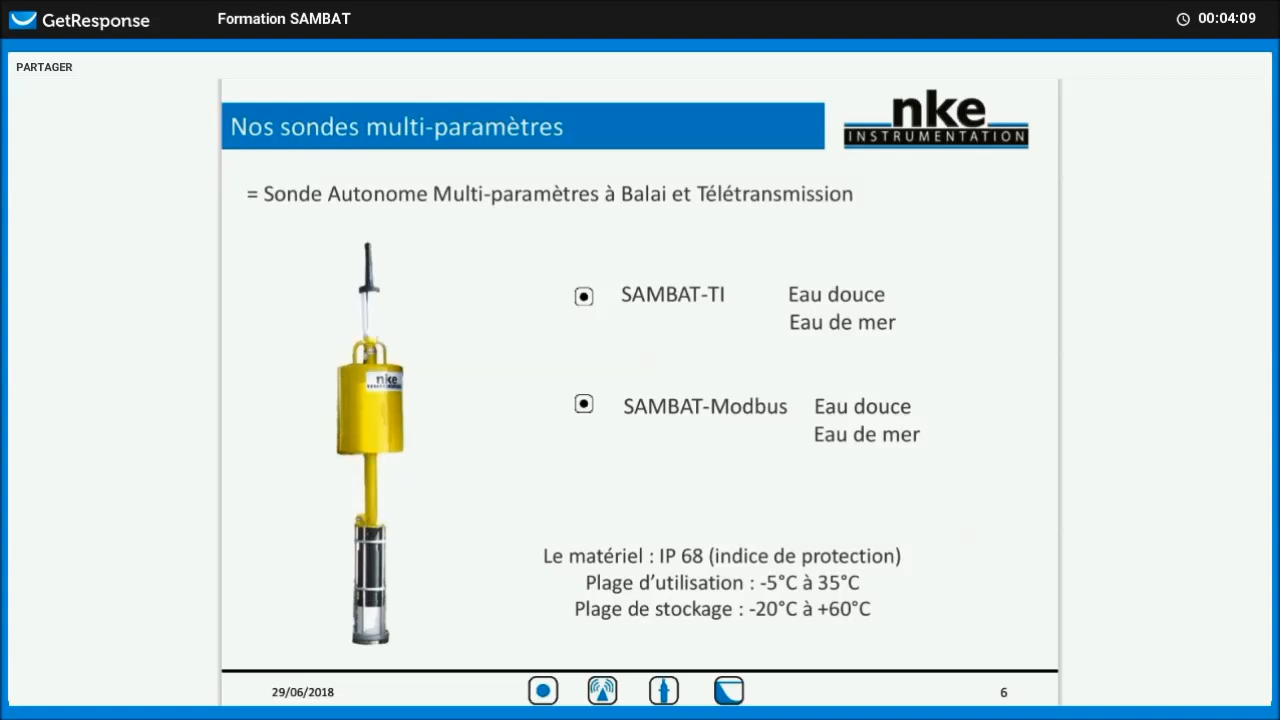 GetResponse
Formation SAMBAT
00:04:09
PARTAGER
Nos sondes multi-paramètres
nke
INSTRUMENTATION
= Sonde Autonome Multi-paramètres à Balai et Télétransmission
nke
SAMBAT-TI Eau douce
Eau de mer
SAMBAT-Modbus Eau douce
Eau de mer
Le matériel : IP 68 (indice de protection)
Plage d’utilisation : -5°C à 35°C
Plage de stockage : -20°C à +60°C
29/06/2018
6